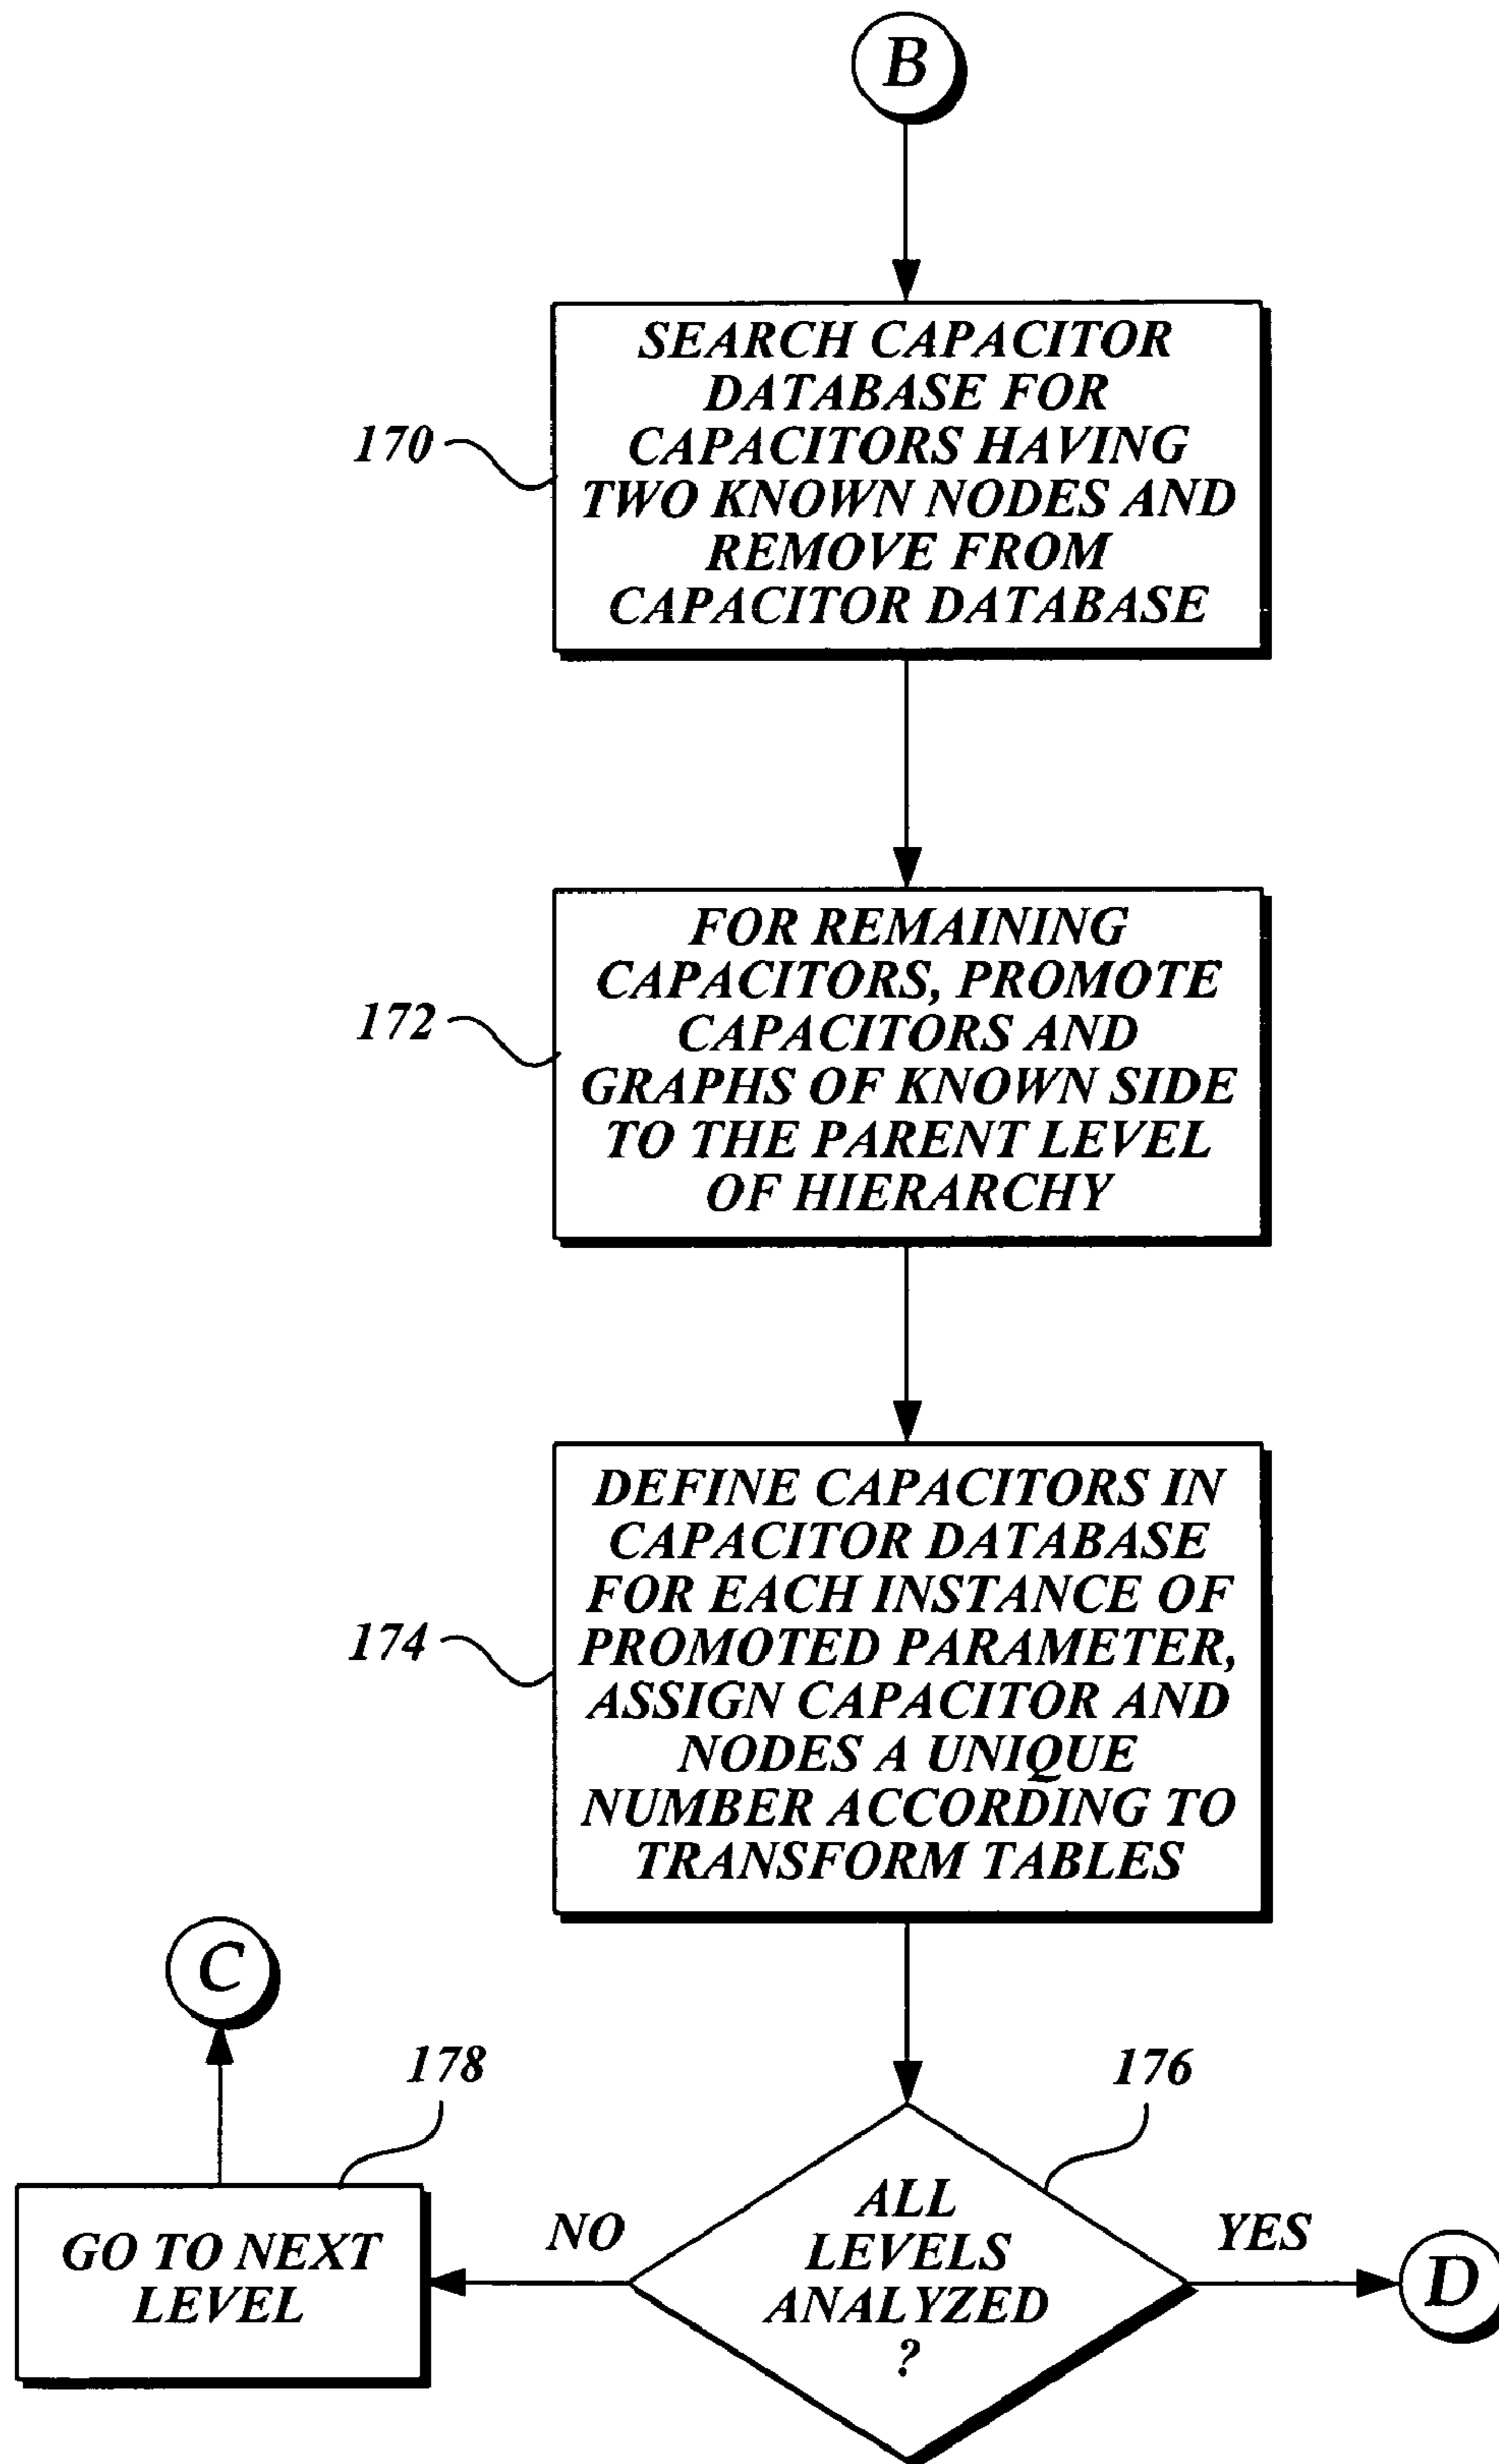 B
170
SEARCH CAPACITOR
DATABASE FOR
CAPACITORS HAVING
TWO KNOWN NODES AND
REMOVE FROM
CAPACITOR DATABASE
172
FOR REMAINING
CAPACITORS, PROMOTE
CAPACITORS AND
GRAPHS OF KNOWN SIDE
TO THE PARENT LEVEL
OF HIERARCHY
174
DEFINE CAPACITORS IN
CAPACITOR DATABASE
FOR EACH INSTANCE OF
PROMOTED PARAMETER,
ASSIGN CAPACITOR AND
NODES A UNIQUE
NUMBER ACCORDING TO
TRANSFORM TABLES
C
178
176
GO TO NEXT
LEVEL
NO
ALL
LEVELS
ANALYZED
?
YES
D